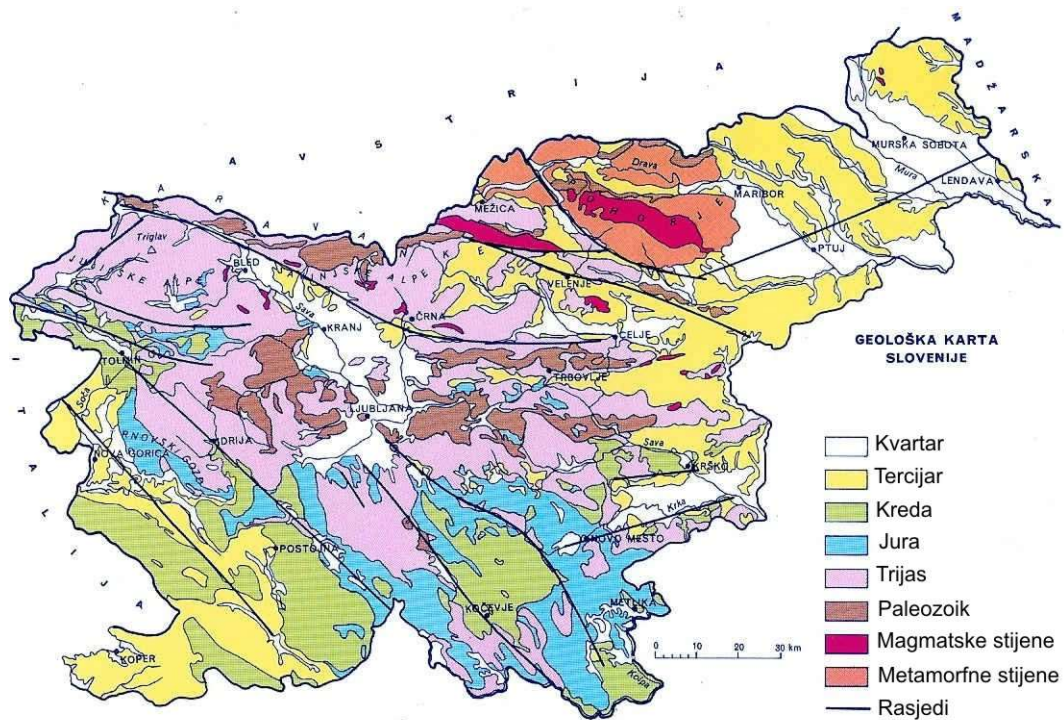 AVSTRIJA
MADŽARSKA
ITALIJA
KARAVANKE
MURSKA SOBOTA
Mura
LENDAVA
Drava
MARIBOR
POHORJE
MEŽICA
PTUJ
Triglav
JULIJSKE ALPE
BLED
ALPE
VELENJE
Sava
KRANJ
ČRNA
CELJE
GEOLOŠKA KARTA
SLOVENIJE
TOLMIN
TRBOVLJE
LJUBLJANA
Soča
IDRIJA
NOVA GORICA
Sava
KRŠKO
Krka
NOVO MESTO
POSTOJNA
METLIKA
KOČEVJE
KOPER
Kolpa
0 10 20 30 km
Kvartar
Tercijar
Kreda
Jura
Trijas
Paleozoik
Magmatske stijene
Metamorfne stijene
Rasjedi